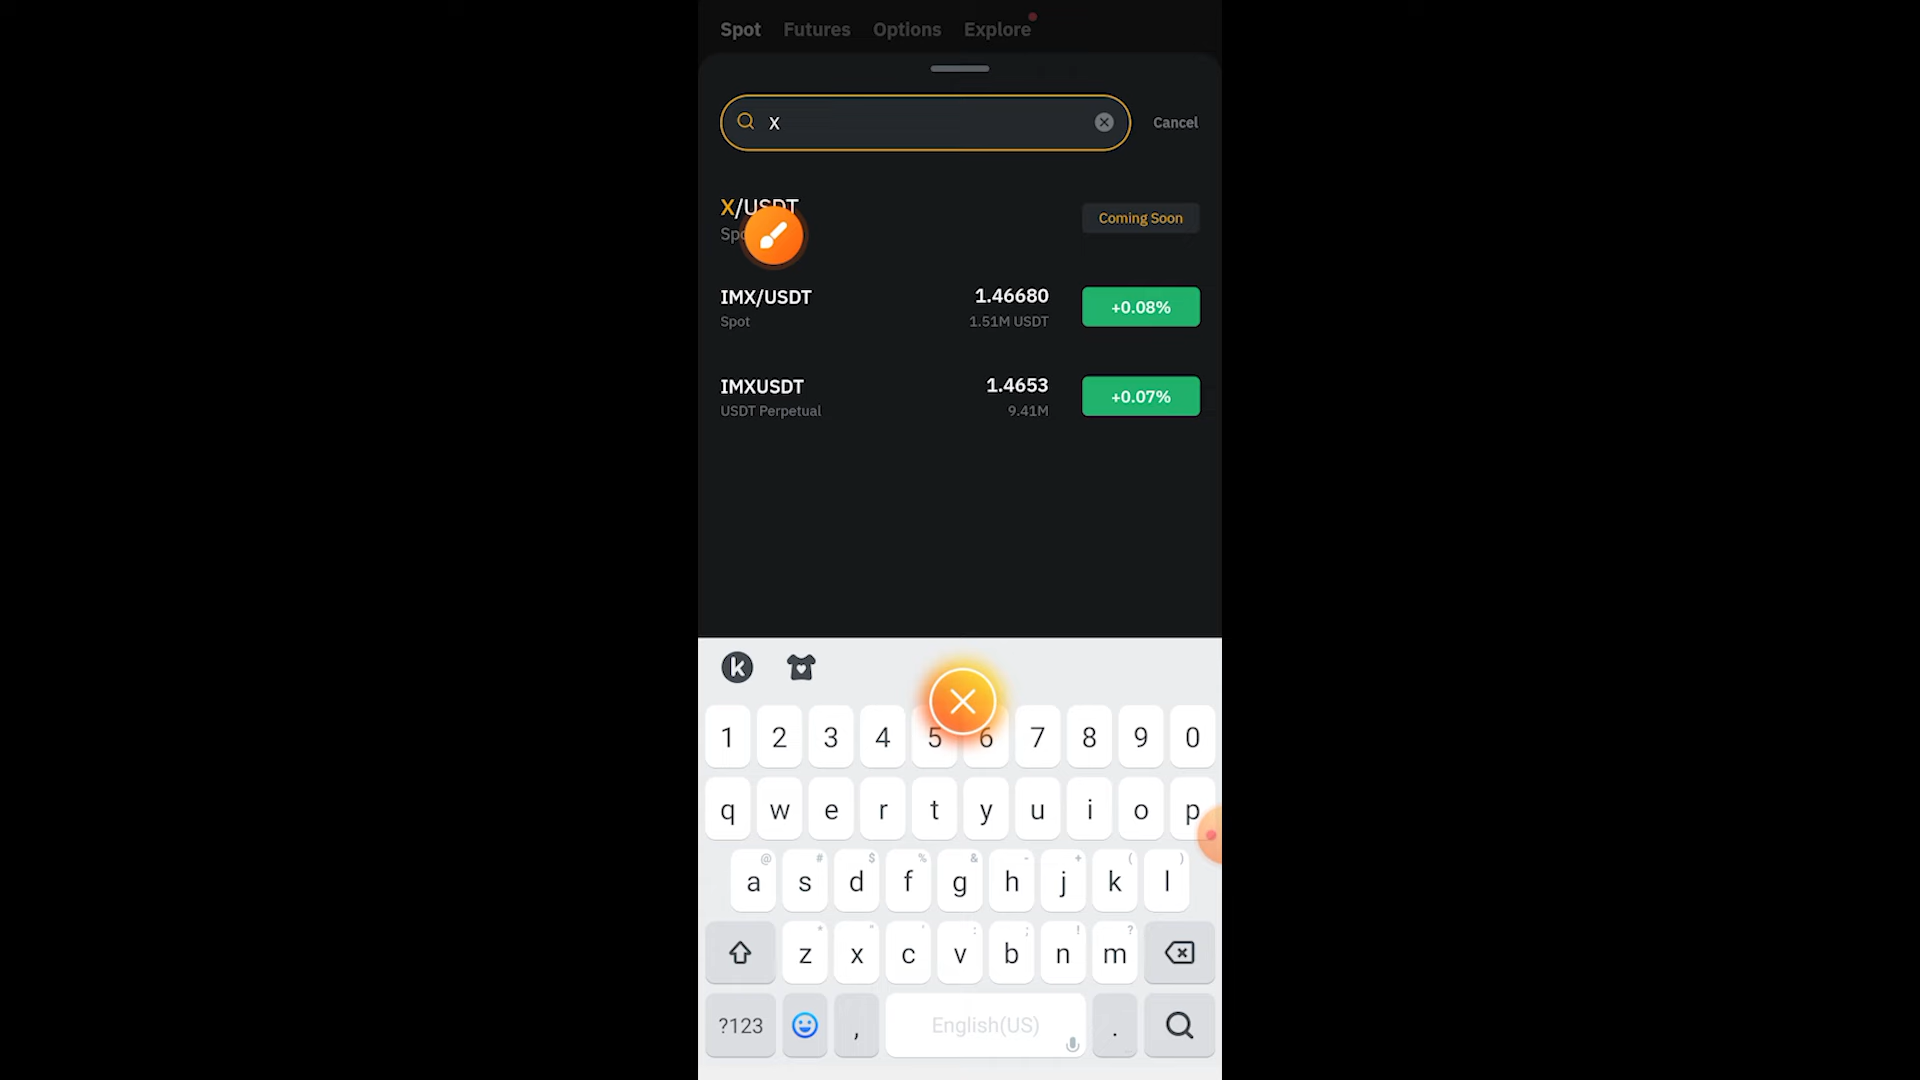 Spot Futures Options Explore
X Cancel
X/USDT
Coming Soon
IMX/USDT 1.46680 +0.08%
Spot 1.51M USDT
IMXUSDT 1.4653 +0.07%
USDT Perpetual 9.41M
k
1 2 3 4 5 6 7 8 9 0
q w e r t y u i o p
@ # $ % & - + ( )
a s d f g h j k l
* " ' : ; ! ?
z x c v b n m
?123 , English(US) .